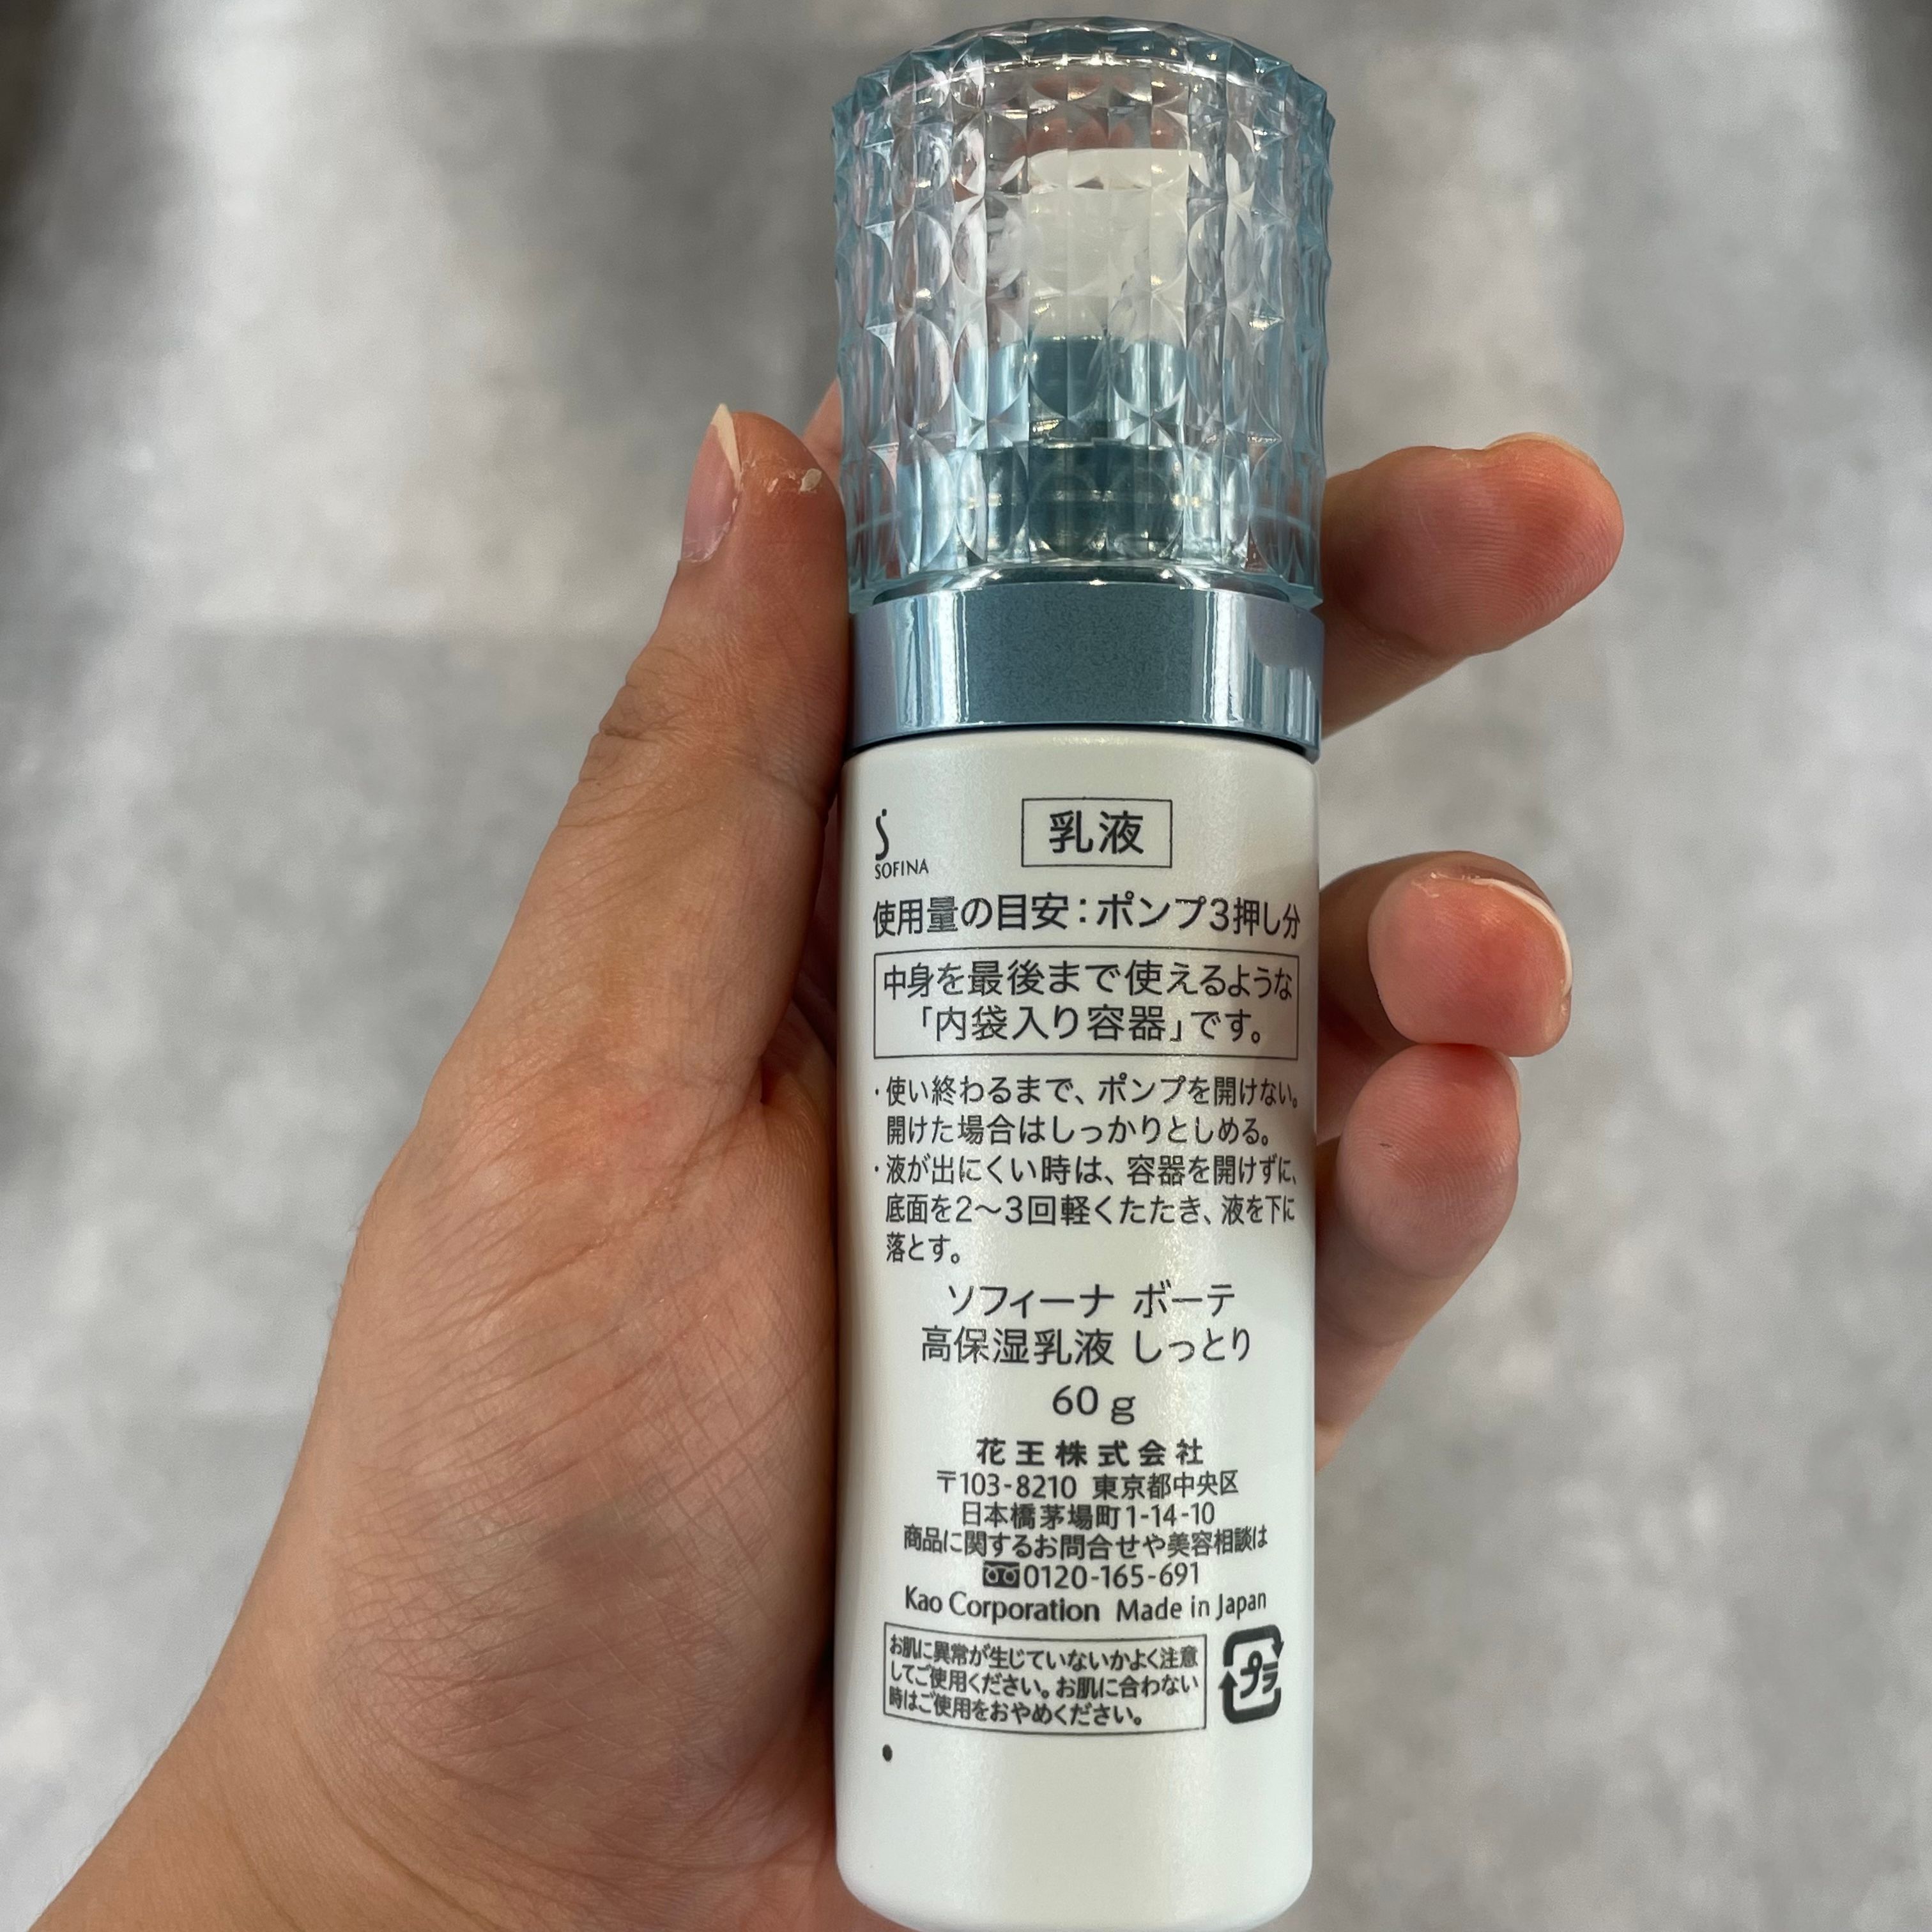 SOFINA
乳液
使用量の目安：ポンプ3押し分
中身を最後まで使えるような
「内袋入り容器」です。
・使い終わるまで、ポンプを開けない。
開けた場合はしっかりとしめる。
・液が出にくい時は、容器を開けずに、
底面を2〜3回軽くたたき、液を下に
落とす。
ソフィーナ ボーテ
高保湿乳液 しっとり
60 g
花王株式会社
〒103-8210 東京都中央区
日本橋茅場町1-14-10
商品に関するお問合せや美容相談は
0120-165-691
Kao Corporation Made in Japan
お肌に異常が生じていないかよく注意
してご使用ください。お肌に合わない
時はご使用をおやめください。
プラ